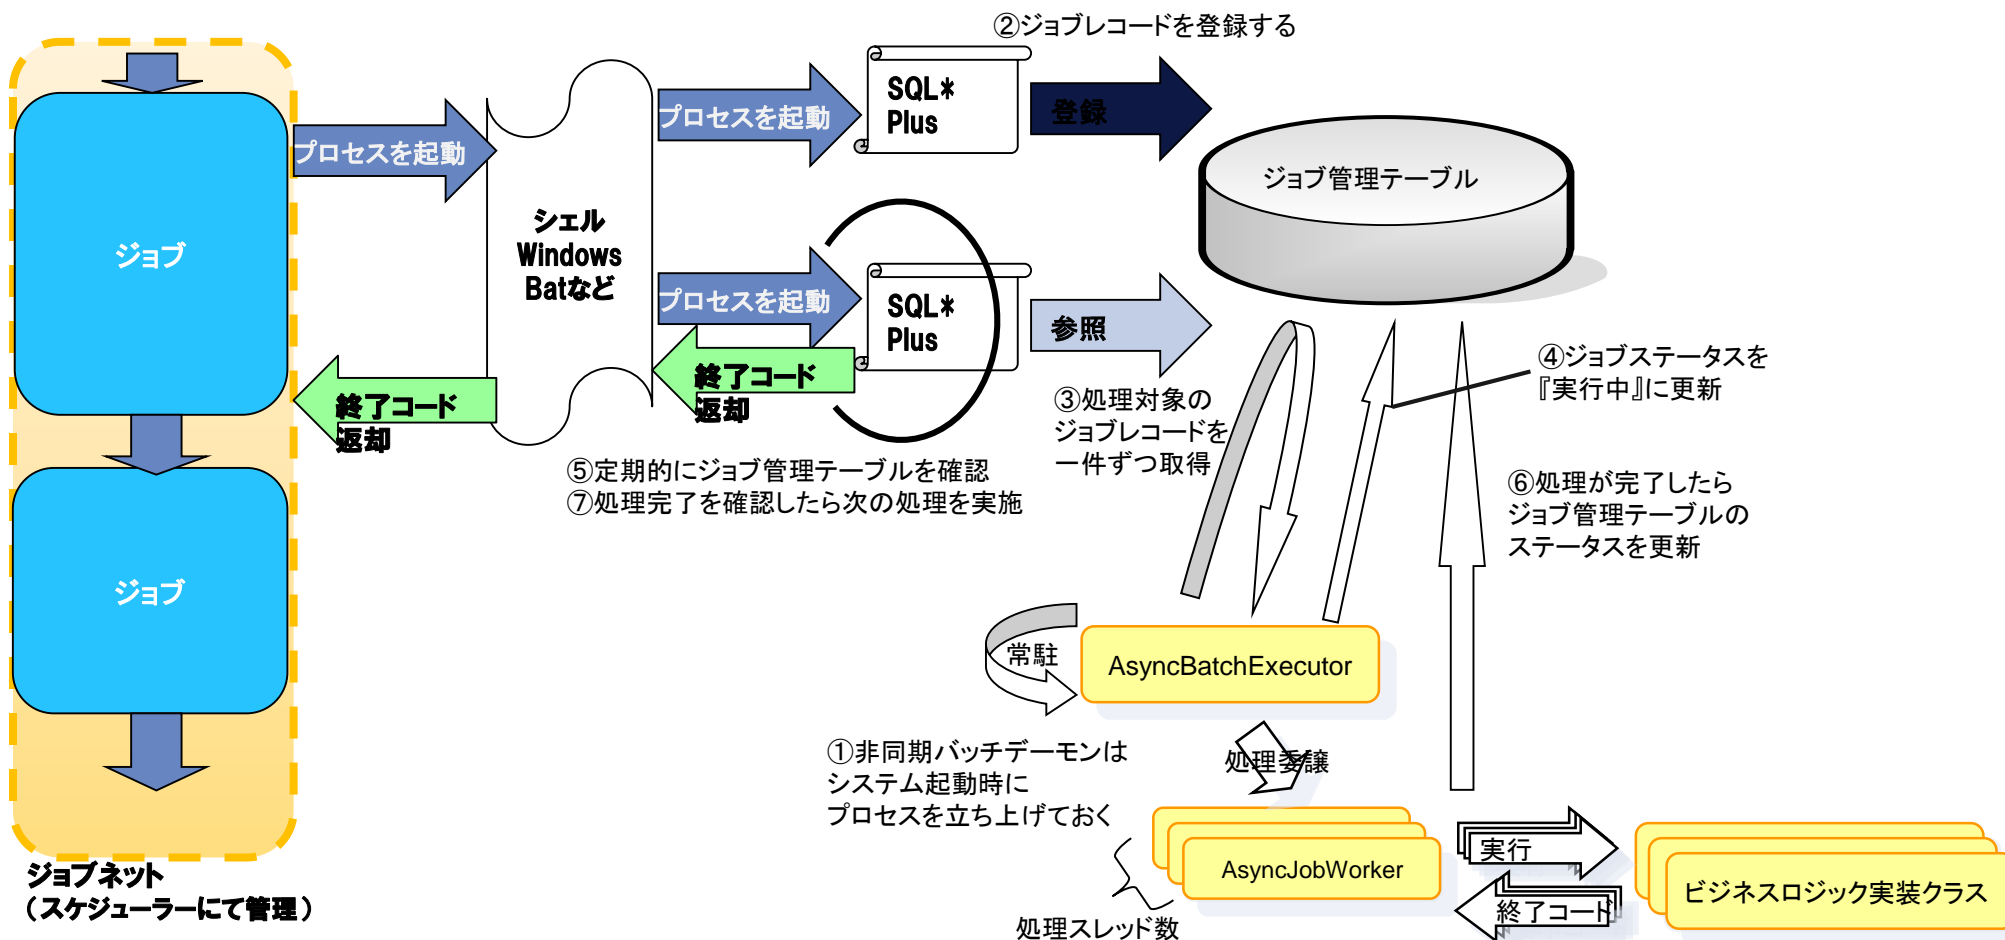 ②ジョブレコードを登録する
プロセスを起動
SQL*
Plus
登録
プロセスを起動
ジョブ管理テーブル
ジョブ
シェル
Windows
Batなど
プロセスを起動
SQL*
Plus
参照
終了コード
返却
終了コード
返却
③処理対象の
ジョブレコードを
一件ずつ取得
④ジョブステータスを
『実行中』に更新
⑤定期的にジョブ管理テーブルを確認
⑦処理完了を確認したら次の処理を実施
⑥処理が完了したら
ジョブ管理テーブルの
ステータスを更新
ジョブ
常駐
AsyncBatchExecutor
①非同期バッチデーモンは
システム起動時に
プロセスを立ち上げておく
処理委譲
AsyncJobWorker
実行
終了コード
ビジネスロジック実装クラス
処理スレッド数
ジョブネット
(スケジューラーにて管理)